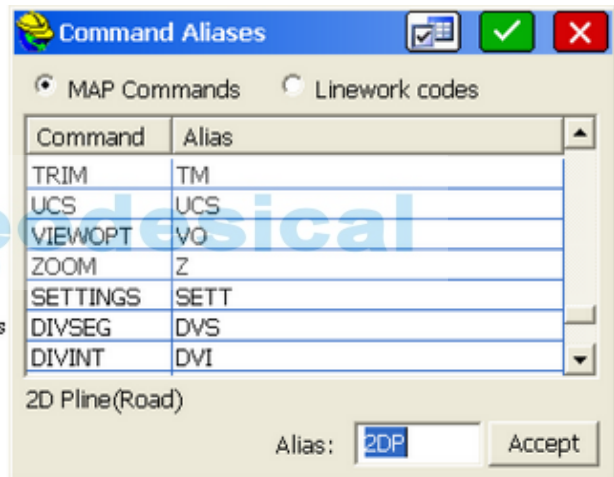 Command Aliases
MAP Commands Linework codes
Command Alias
TRIM TM
UCS UCS
VIEWOPT VO
ZOOM Z
SETTINGS SETT
DIVSEG DVS
DIVINT DVI
2D Pline(Road)
Alias: 2DP Accept